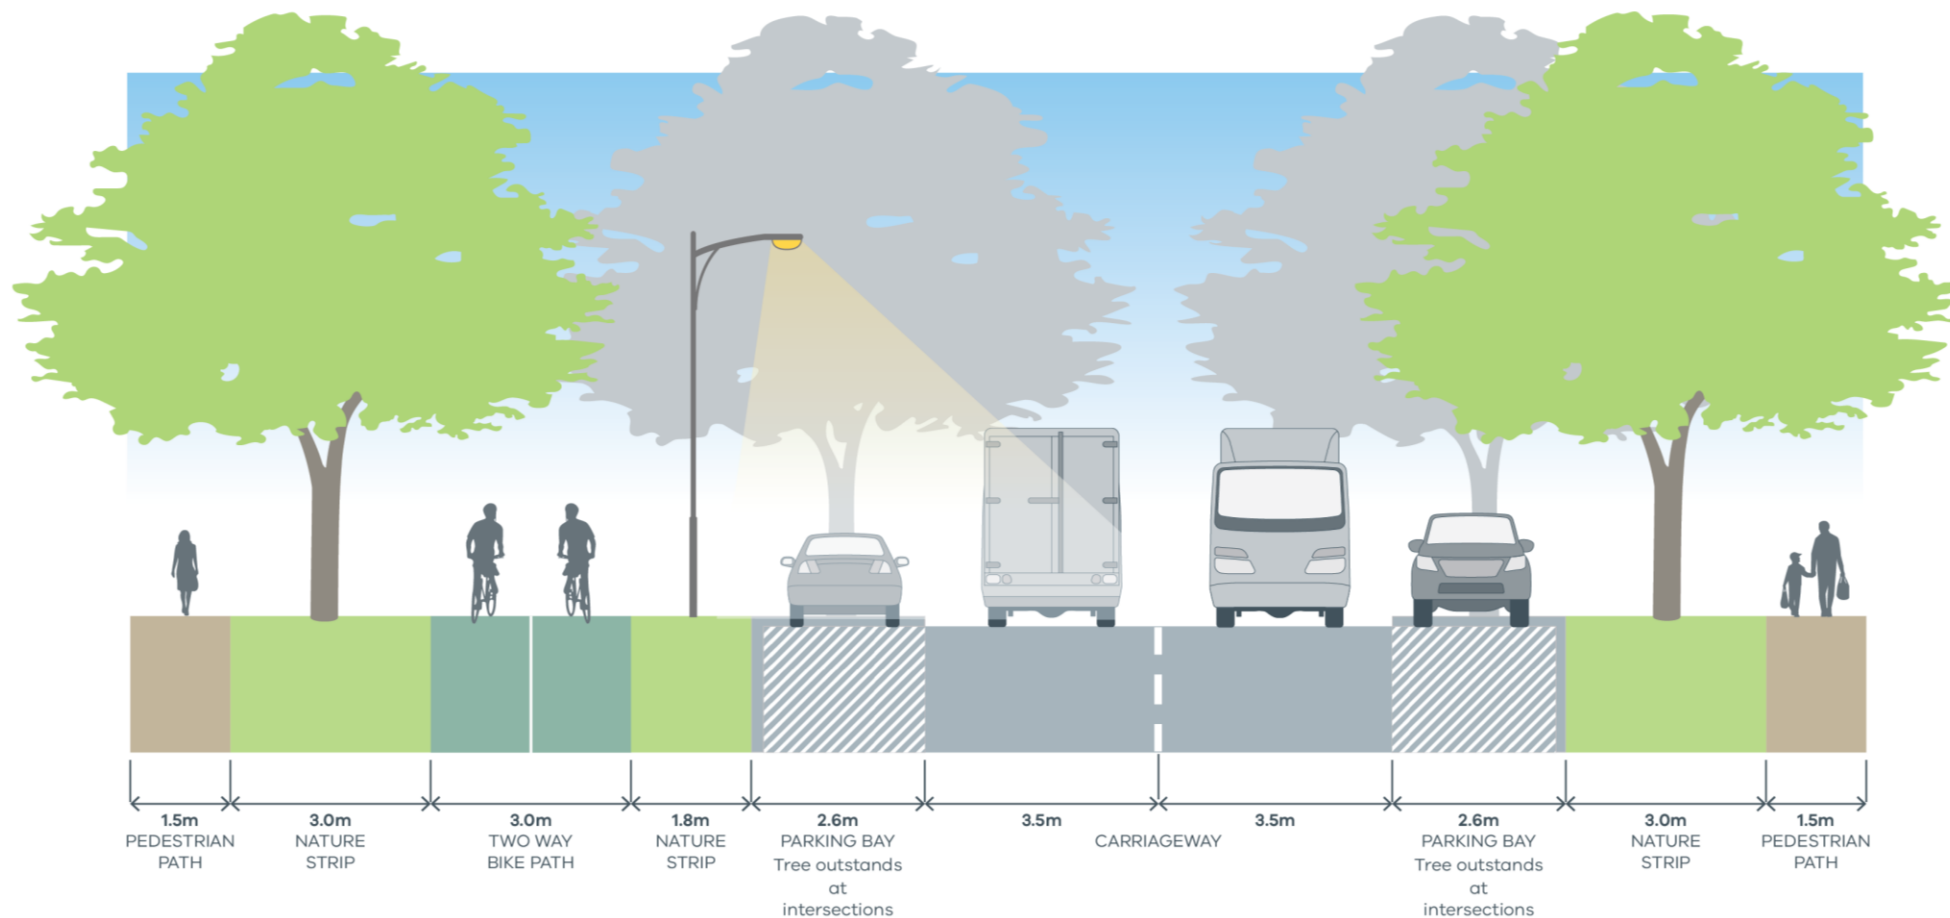 1.5m
PEDESTRIAN
PATH
3.0m
NATURE
STRIP
3.0m
TWO WAY
BIKE PATH
1.8m
NATURE
STRIP
2.6m
PARKING BAY
Tree outstands
at
intersections
3.5m
CARRIAGEWAY
3.5m
2.6m
PARKING BAY
Tree outstands
at
intersections
3.0m
NATURE
STRIP
1.5m
PEDESTRIAN
PATH